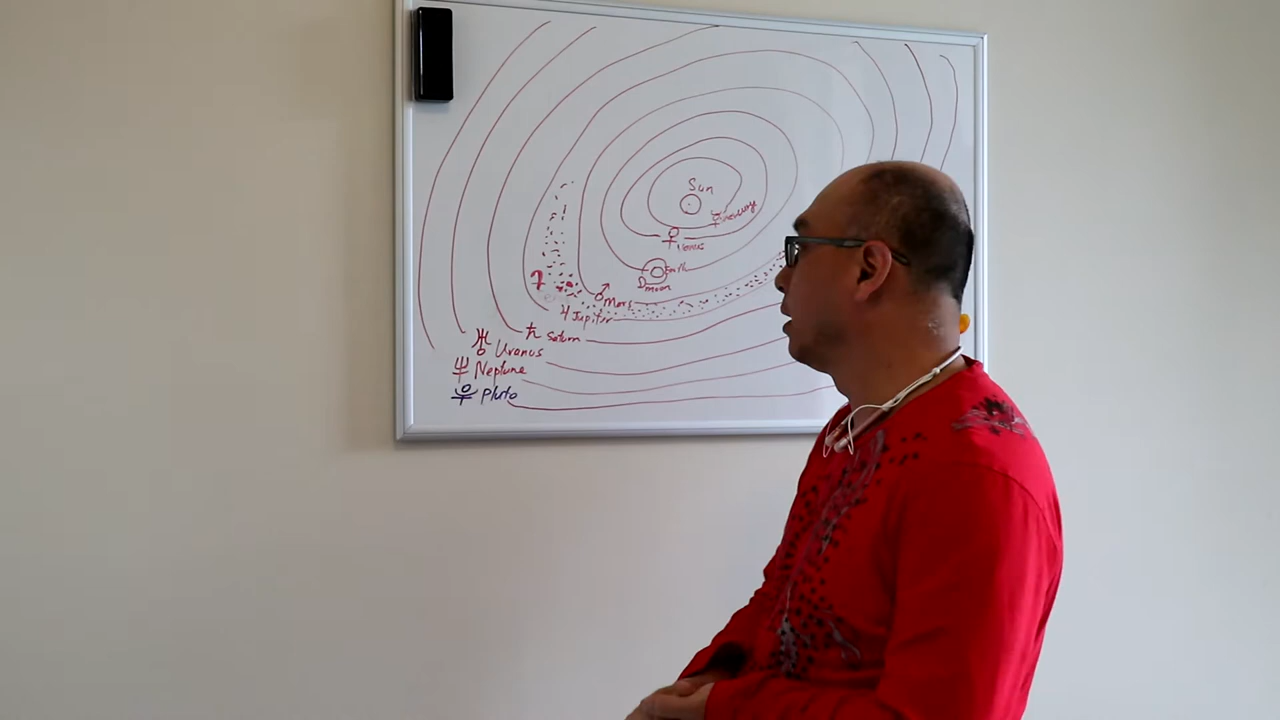 Sun
☿ mercury
♀ Venus
Earth
moon
♂ Mars
♃ Jupiter
♄ Saturn
♅ Uranus
♆ Neptune
Pluto